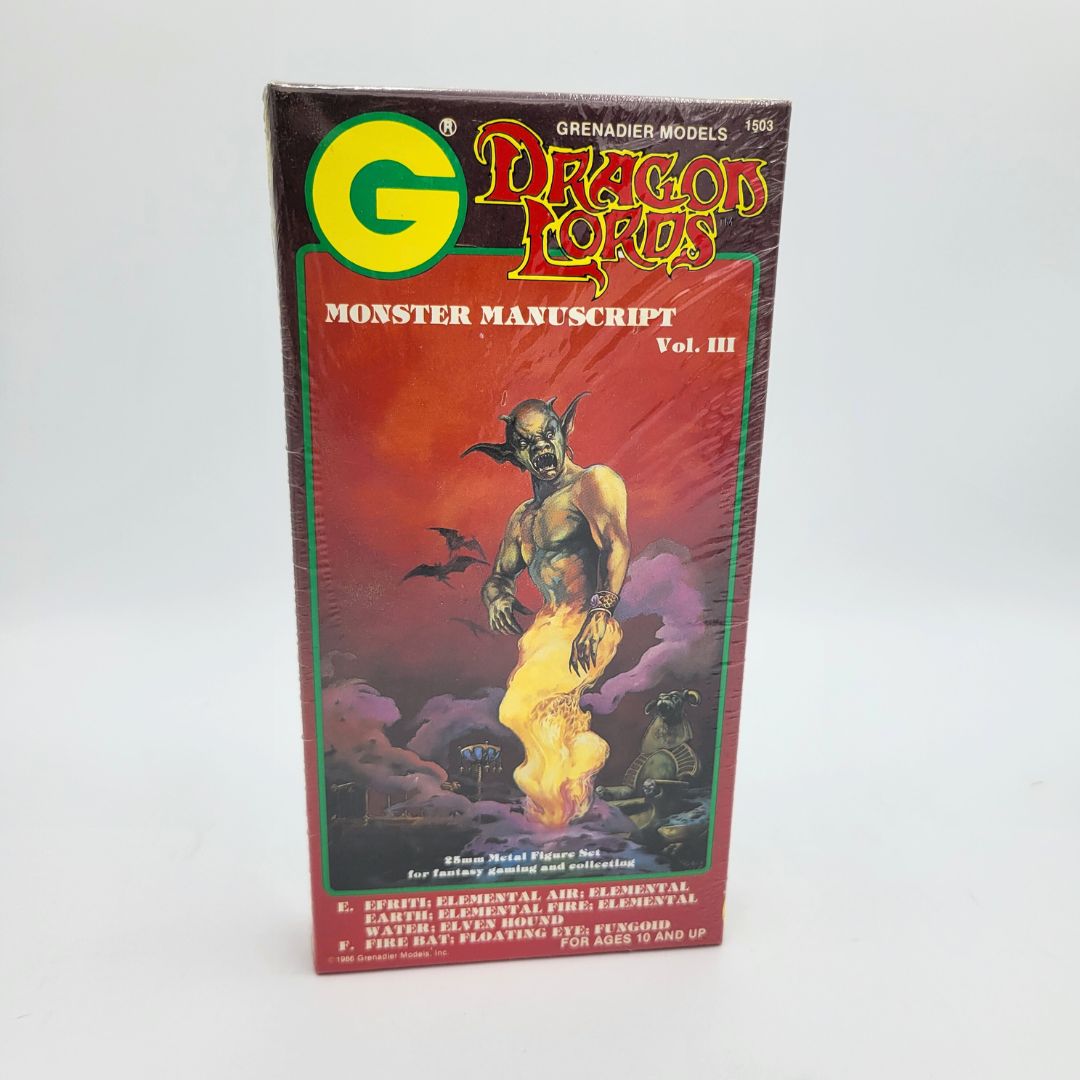 G®
GRENADIER MODELS 1503
DRAGON
LORDS™
MONSTER MANUSCRIPT
Vol. III
25mm Metal Figure Set
for fantasy gaming and collecting
E. EFRITI; ELEMENTAL AIR; ELEMENTAL
EARTH; ELEMENTAL FIRE; ELEMENTAL
WATER; ELVEN HOUND
F. FIRE BAT; FLOATING EYE; FUNGOID
FOR AGES 10 AND UP
©1986 Grenadier Models, Inc.